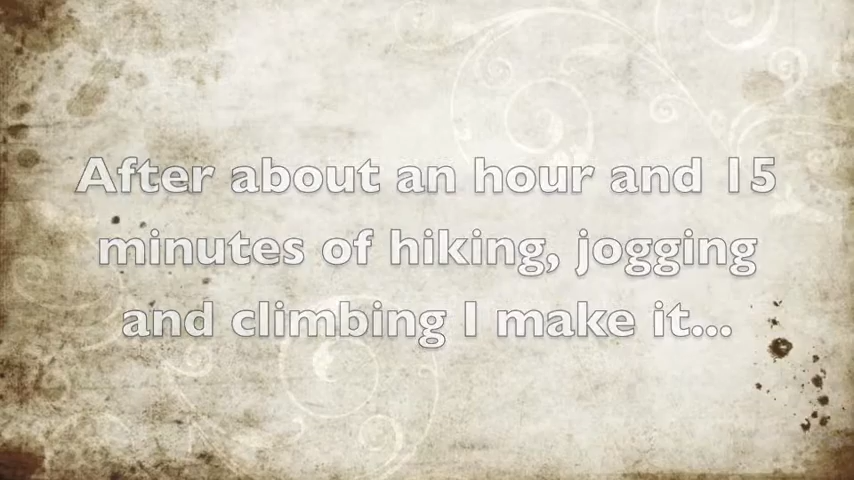 After about an hour and 15
minutes of hiking, jogging
and climbing I make it...